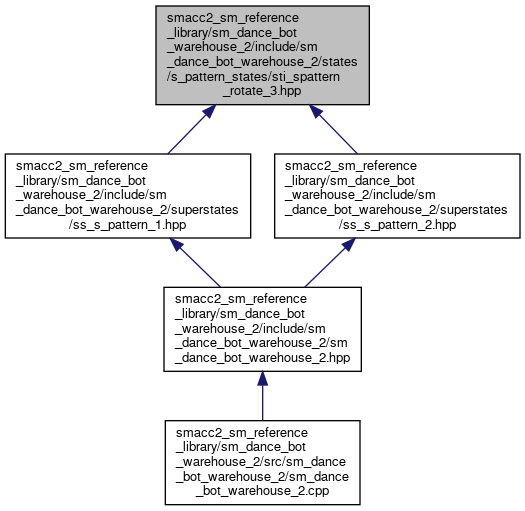 smacc2_sm_reference
_library/sm_dance_bot
_warehouse_2/include/sm
_dance_bot_warehouse_2/states
/s_pattern_states/sti_spattern
_rotate_3.hpp
smacc2_sm_reference
_library/sm_dance_bot
_warehouse_2/include/sm
_dance_bot_warehouse_2/superstates
/ss_s_pattern_1.hpp
smacc2_sm_reference
_library/sm_dance_bot
_warehouse_2/include/sm
_dance_bot_warehouse_2/superstates
/ss_s_pattern_2.hpp
smacc2_sm_reference
_library/sm_dance_bot
_warehouse_2/include/sm
_dance_bot_warehouse_2/sm
_dance_bot_warehouse_2.hpp
smacc2_sm_reference
_library/sm_dance_bot
_warehouse_2/src/sm_dance
_bot_warehouse_2/sm_dance
_bot_warehouse_2.cpp